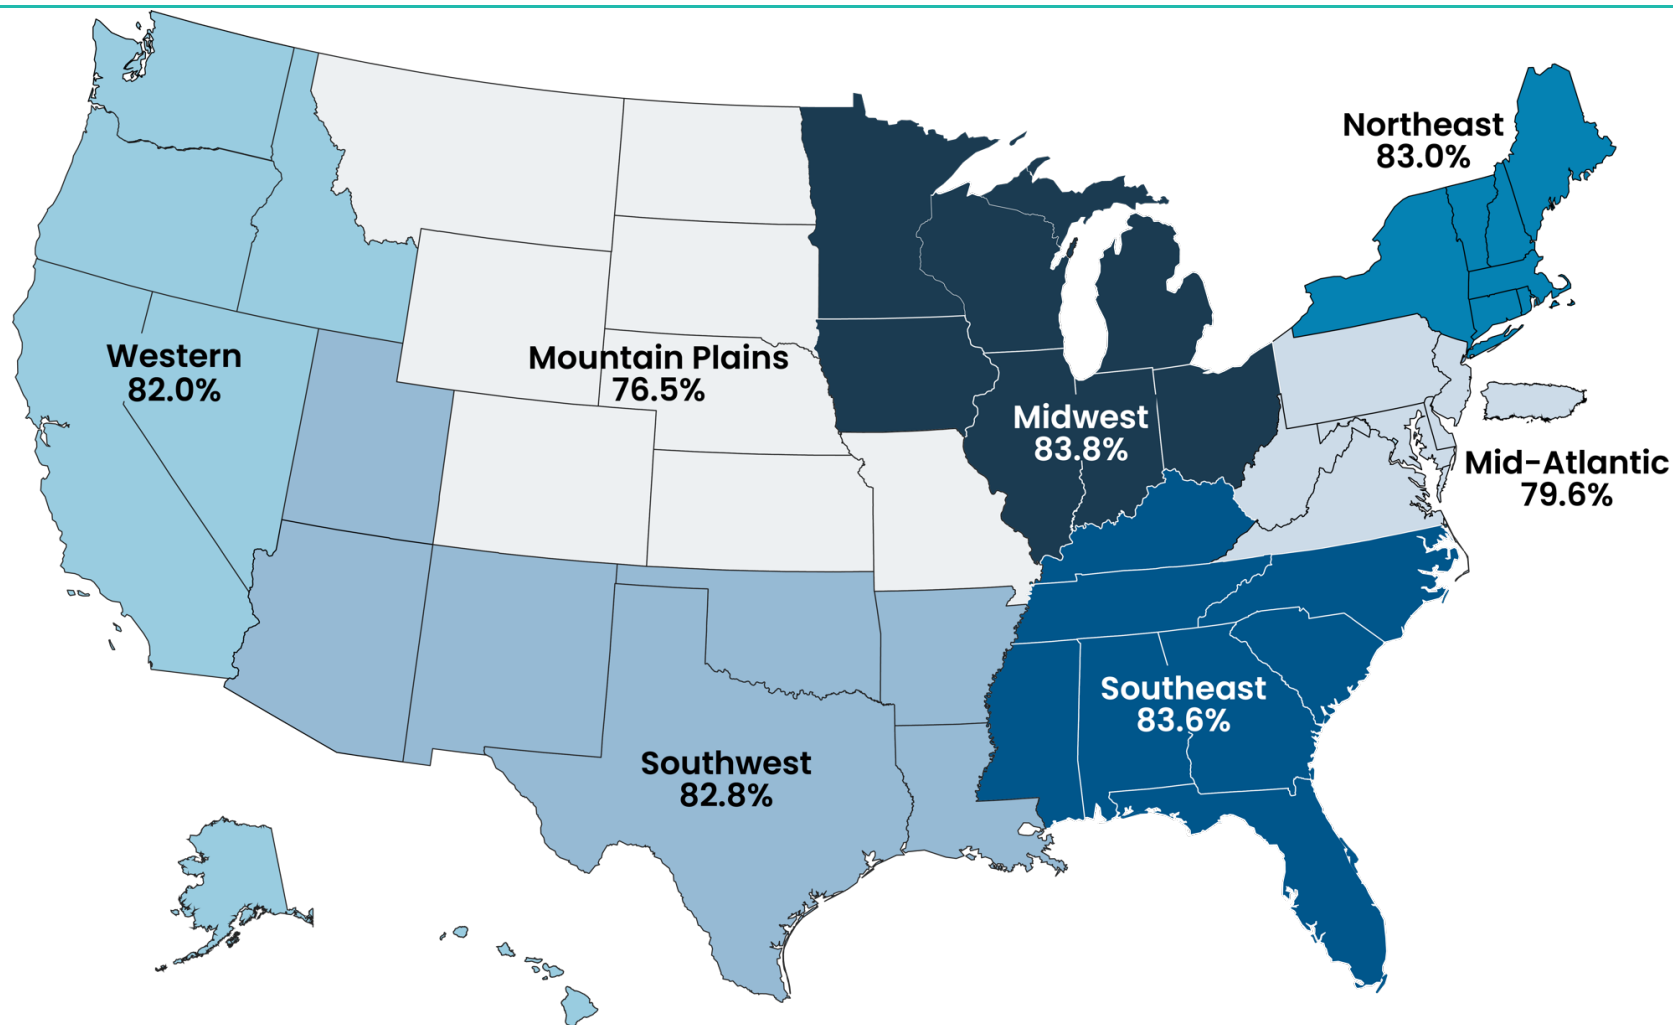 Northeast
83.0%
Western
82.0%
Mountain Plains
76.5%
Midwest
83.8%
Mid-Atlantic
79.6%
Southeast
83.6%
Southwest
82.8%